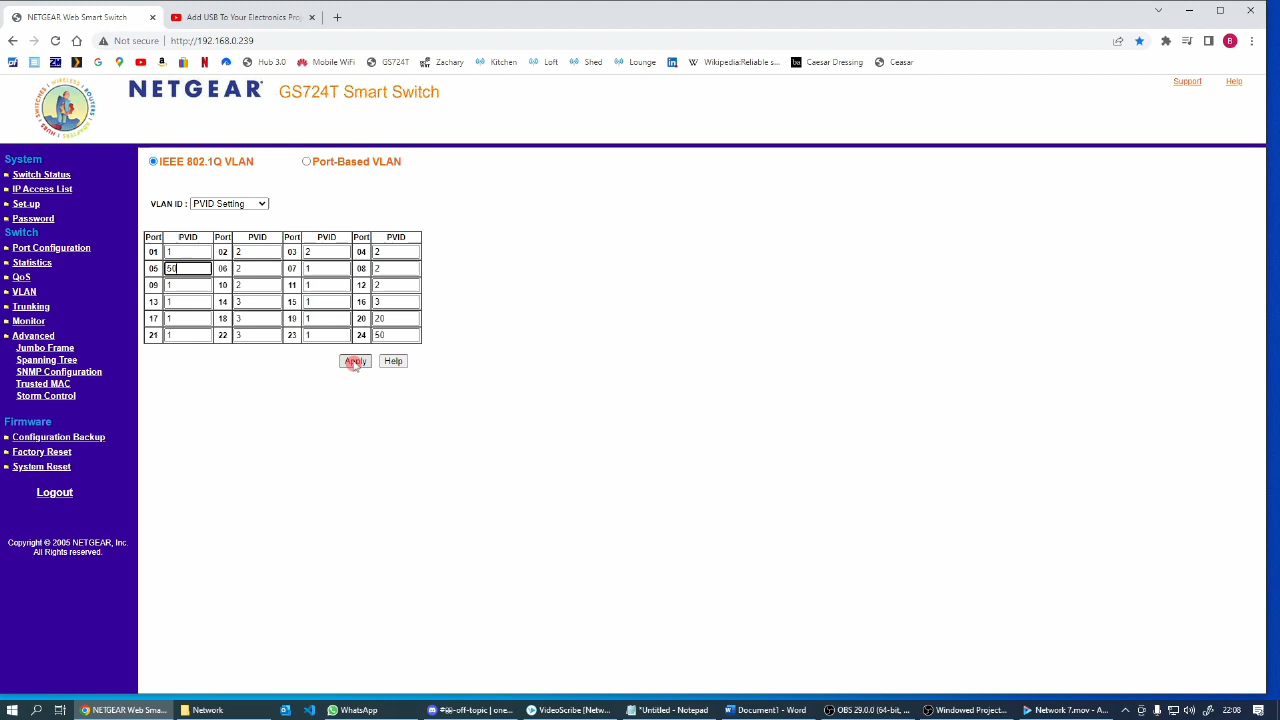 NETGEAR Web Smart Switch
Add USB To Your Electronics Proj
Not secure
http://192.168.0.239
Hub 3.0
Mobile WiFi
GS724T
Zachary
Kitchen
Loft
Shed
Lounge
Wikipedia:Reliable s...
Caesar Dressing
Ceasar
NETGEAR GS724T Smart Switch
Support
Help
System
Switch Status
IP Access List
Set-up
Password
Switch
Port Configuration
Statistics
QoS
VLAN
Trunking
Monitor
Advanced
Jumbo Frame
Spanning Tree
SNMP Configuration
Trusted MAC
Storm Control
Firmware
Configuration Backup
Factory Reset
System Reset
Logout
Copyright © 2005 NETGEAR, Inc.
All Rights reserved.
IEEE 802.1Q VLAN
Port-Based VLAN
VLAN ID : PVID Setting
Port PVID Port PVID Port PVID Port PVID
01 1 02 2 03 2 04 2
05 50 06 2 07 1 08 2
09 1 10 2 11 1 12 2
13 1 14 3 15 1 16 3
17 1 18 3 19 1 20 20
21 1 22 3 23 1 24 50
Apply
Help
NETGEAR Web Sma...
Network
WhatsApp
VideoScribe [Netw...
*Untitled - Notepad
Document1 - Word
OBS 29.0.0 (64-bit, ...
Windowed Project...
Network 7.mov - A...
22:08